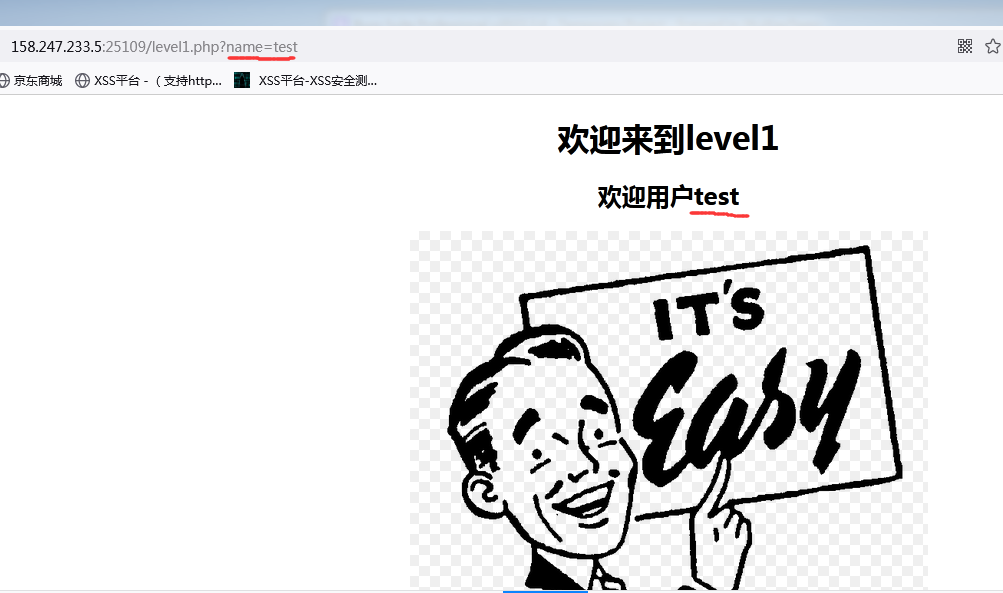 158.247.233.5:25109/level1.php?name=test
京东商城 XSS平台 - （支持http... XSS平台-XSS安全测...
欢迎来到level1
欢迎用户test
IT'S
Easy